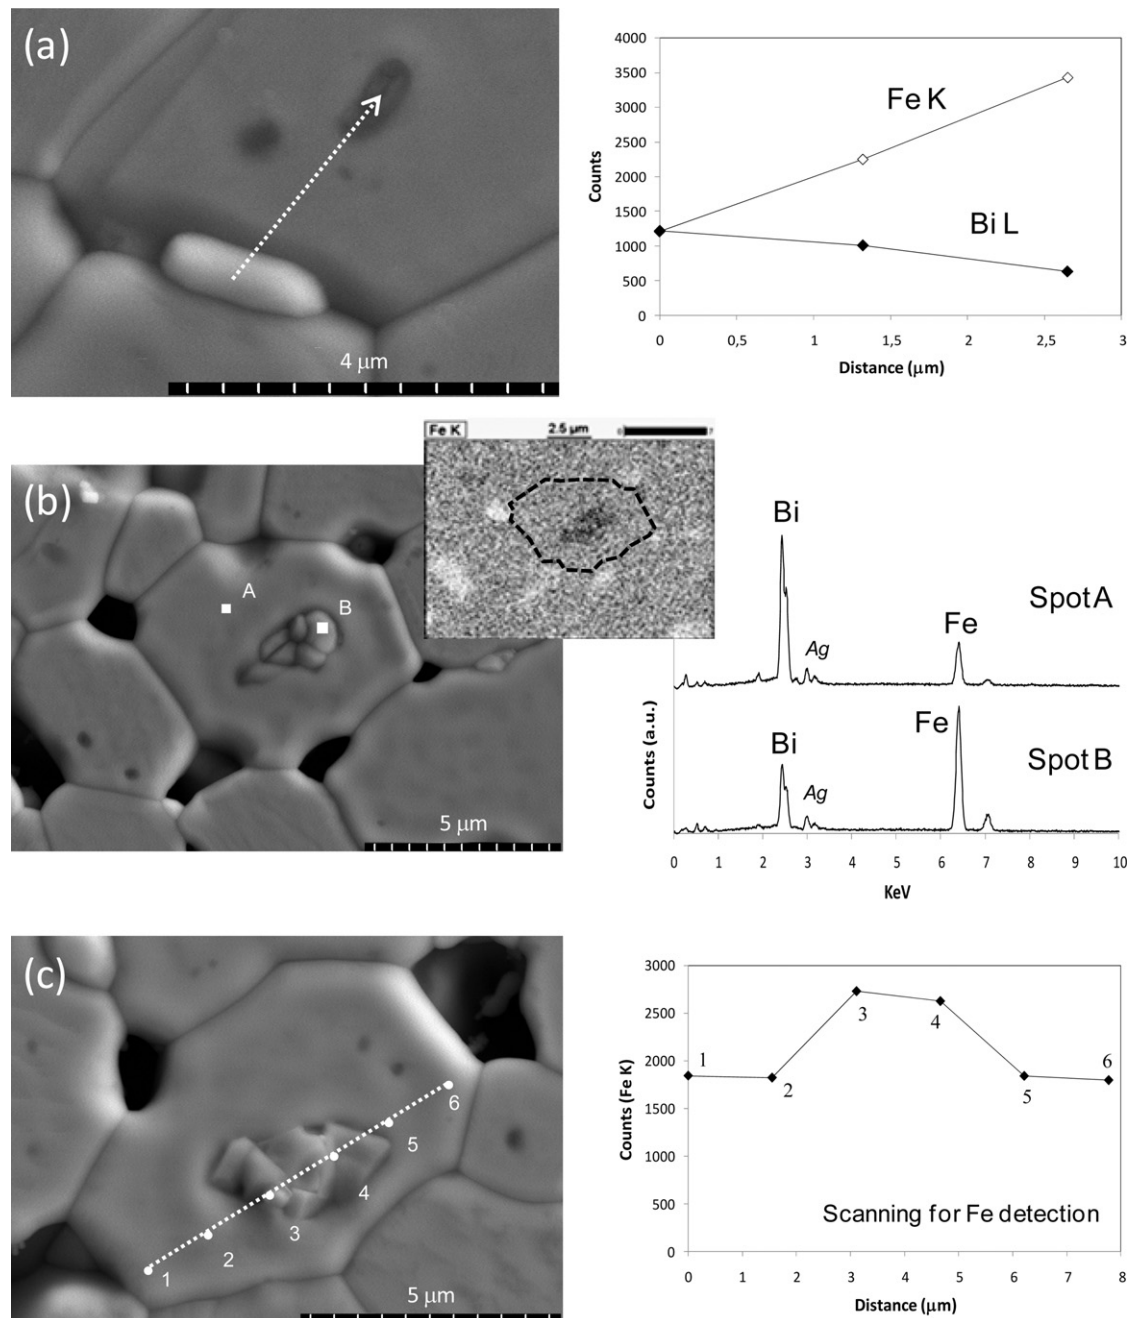 (a)
4 μm
4000
3500
3000
2500
2000
1500
1000
500
0
Counts
Fe K
Bi L
0
0,5
1
1,5
2
2,5
3
Distance (μm)
(b)
A
B
5 μm
Fe K
2.5 μm
Bi
Ag
Fe
Spot A
Bi
Ag
Fe
Spot B
Counts (a.u.)
0 1 2 3 4 5 6 7 8 9 10
KeV
(c)
1
2
3
4
5
6
5 μm
3000
2500
2000
1500
1000
500
0
Counts (Fe K)
1
2
3
4
5
6
Scanning for Fe detection
0 1 2 3 4 5 6 7 8
Distance (μm)